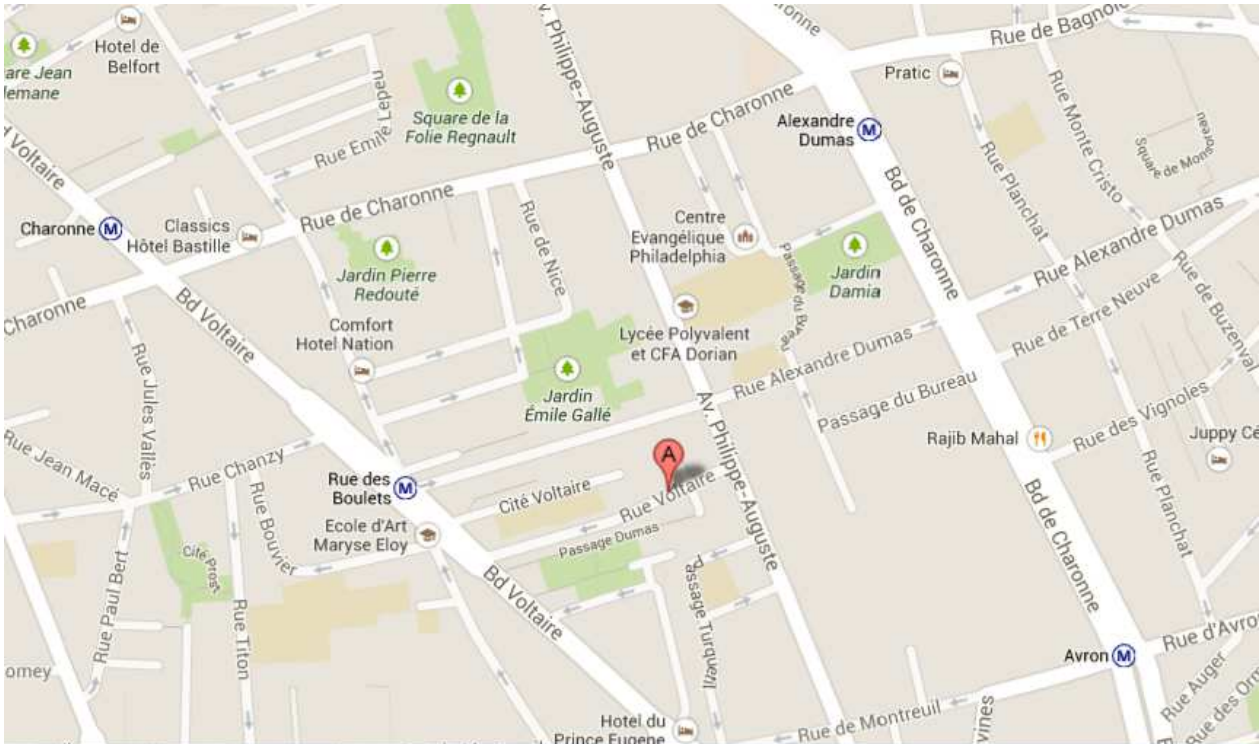 Hotel de
Belfort
are Jean
lemane
Rue Emile Lepeu
Square de la
Folie Regnault
Av. Philippe-Auguste
Rue de Charonne
Alexandre
Dumas
M
Pratic
Rue de Bagnole
Rue Monte Cristo
Square de Monsoreau
Rue Planchat
d Voltaire
Charonne
M
Classics
Hôtel Bastille
Rue de Charonne
Rue de Nice
Centre
Evangélique
Philadelphia
Bd de Charonne
Rue Alexandre Dumas
Jardin Pierre
Redouté
Passage du Bureau
Jardin
Damia
Charonne
Bd Voltaire
Comfort
Hotel Nation
Lycée Polyvalent
et CFA Dorian
Rue de Terre Neuve
Rue de Buzenval
Rue Jules Vallès
Jardin
Émile Gallé
Rue Alexandre Dumas
Passage du Bureau
Av. Philippe-Auguste
Rajib Mahal
Rue des Vignoles
Juppy Cé
Rue Jean Macé
Rue Chanzy
Rue des
Boulets
M
Cité Voltaire
A
Rue Voltaire
Rue Planchat
Rue Bouvier
Ecole d'Art
Maryse Eloy
Passage Dumas
Bd de Charonne
Cité Prost
Bd Voltaire
Passage Turquetil
Rue Paul Bert
Rue Titon
Avron
M
Rue d'Avron
omey
Rue Auger
Rue des Orm
Hotel du
Prince Eugene
Rue de Montreuil
vines